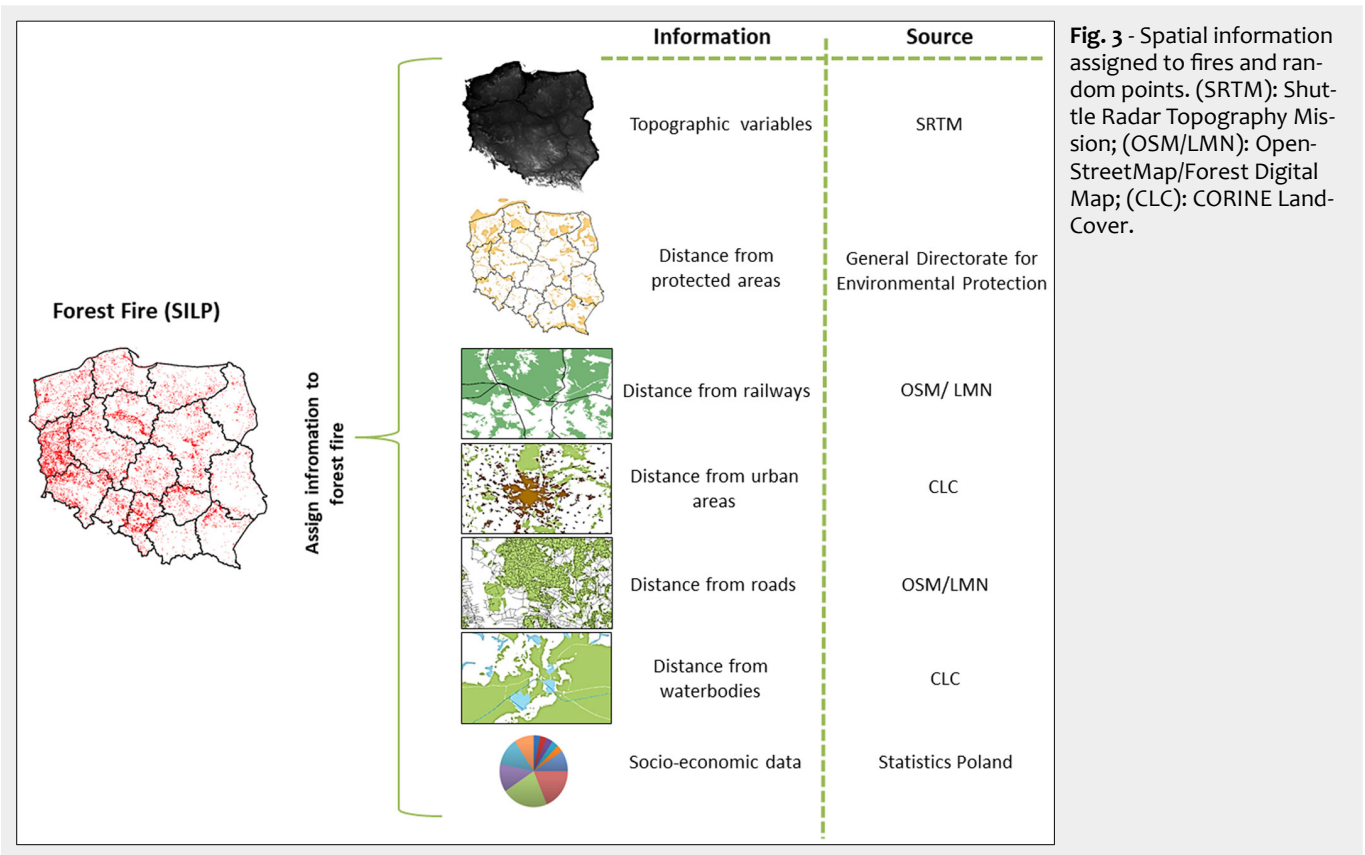 Information
Source
Topographic variables
SRTM
Distance from
protected areas
General Directorate for
Environmental Protection
Forest Fire (SILP)
Assign infromation to
forest fire
Distance from railways
OSM/ LMN
Distance from urban
areas
CLC
Distance from roads
OSM/LMN
Distance from
waterbodies
CLC
Socio-economic data
Statistics Poland
Fig. 3 - Spatial information
assigned to fires and ran-
dom points. (SRTM): Shut-
tle Radar Topography Mis-
sion; (OSM/LMN): Open-
StreetMap/Forest Digital
Map; (CLC): CORINE Land-
Cover.